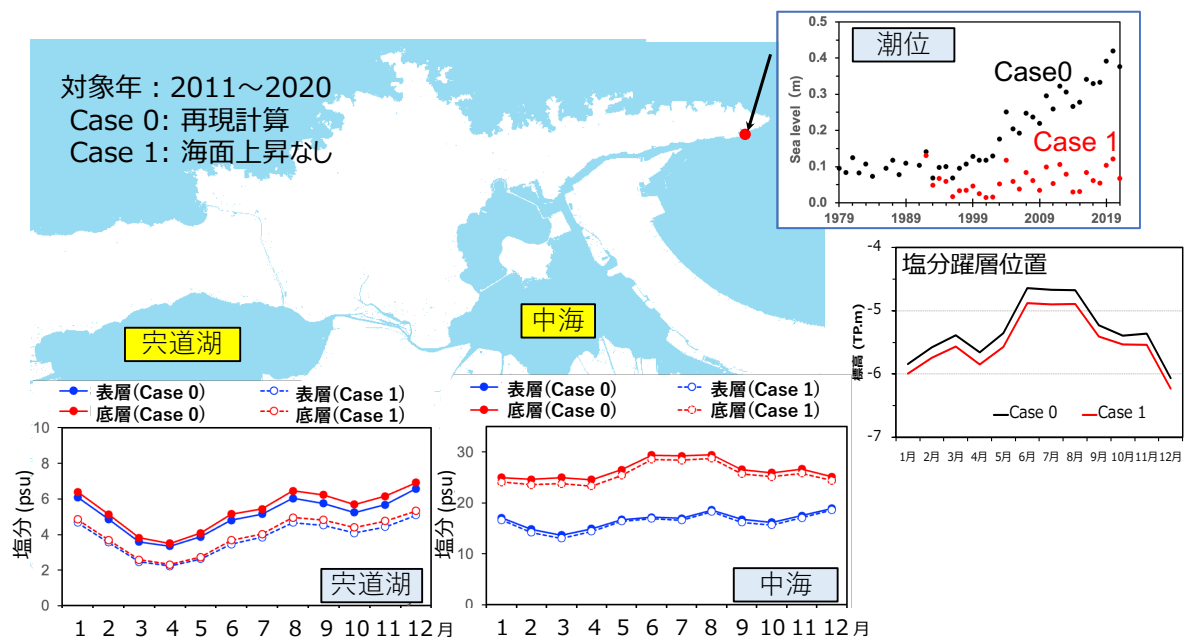 対象年：2011～2020
Case 0: 再現計算
Case 1: 海面上昇なし
宍道湖
中海
潮位
Case0
Case 1
Sea level (m)
0.5
0.4
0.3
0.2
0.1
0.0
1979 1989 1999 2009 2019
塩分躍層位置
標高 (TP.m)
-4
-5
-6
-7
Case 0 Case 1
1月 2月 3月 4月 5月 6月 7月 8月 9月 10月 11月 12月
表層(Case 0) 表層(Case 1)
底層(Case 0) 底層(Case 1)
塩分 (psu)
10
8
6
4
2
0
宍道湖
1 2 3 4 5 6 7 8 9 10 11 12 月
表層(Case 0) 表層(Case 1)
底層(Case 0) 底層(Case 1)
塩分 (psu)
30
20
10
0
中海
1 2 3 4 5 6 7 8 9 10 11 12 月